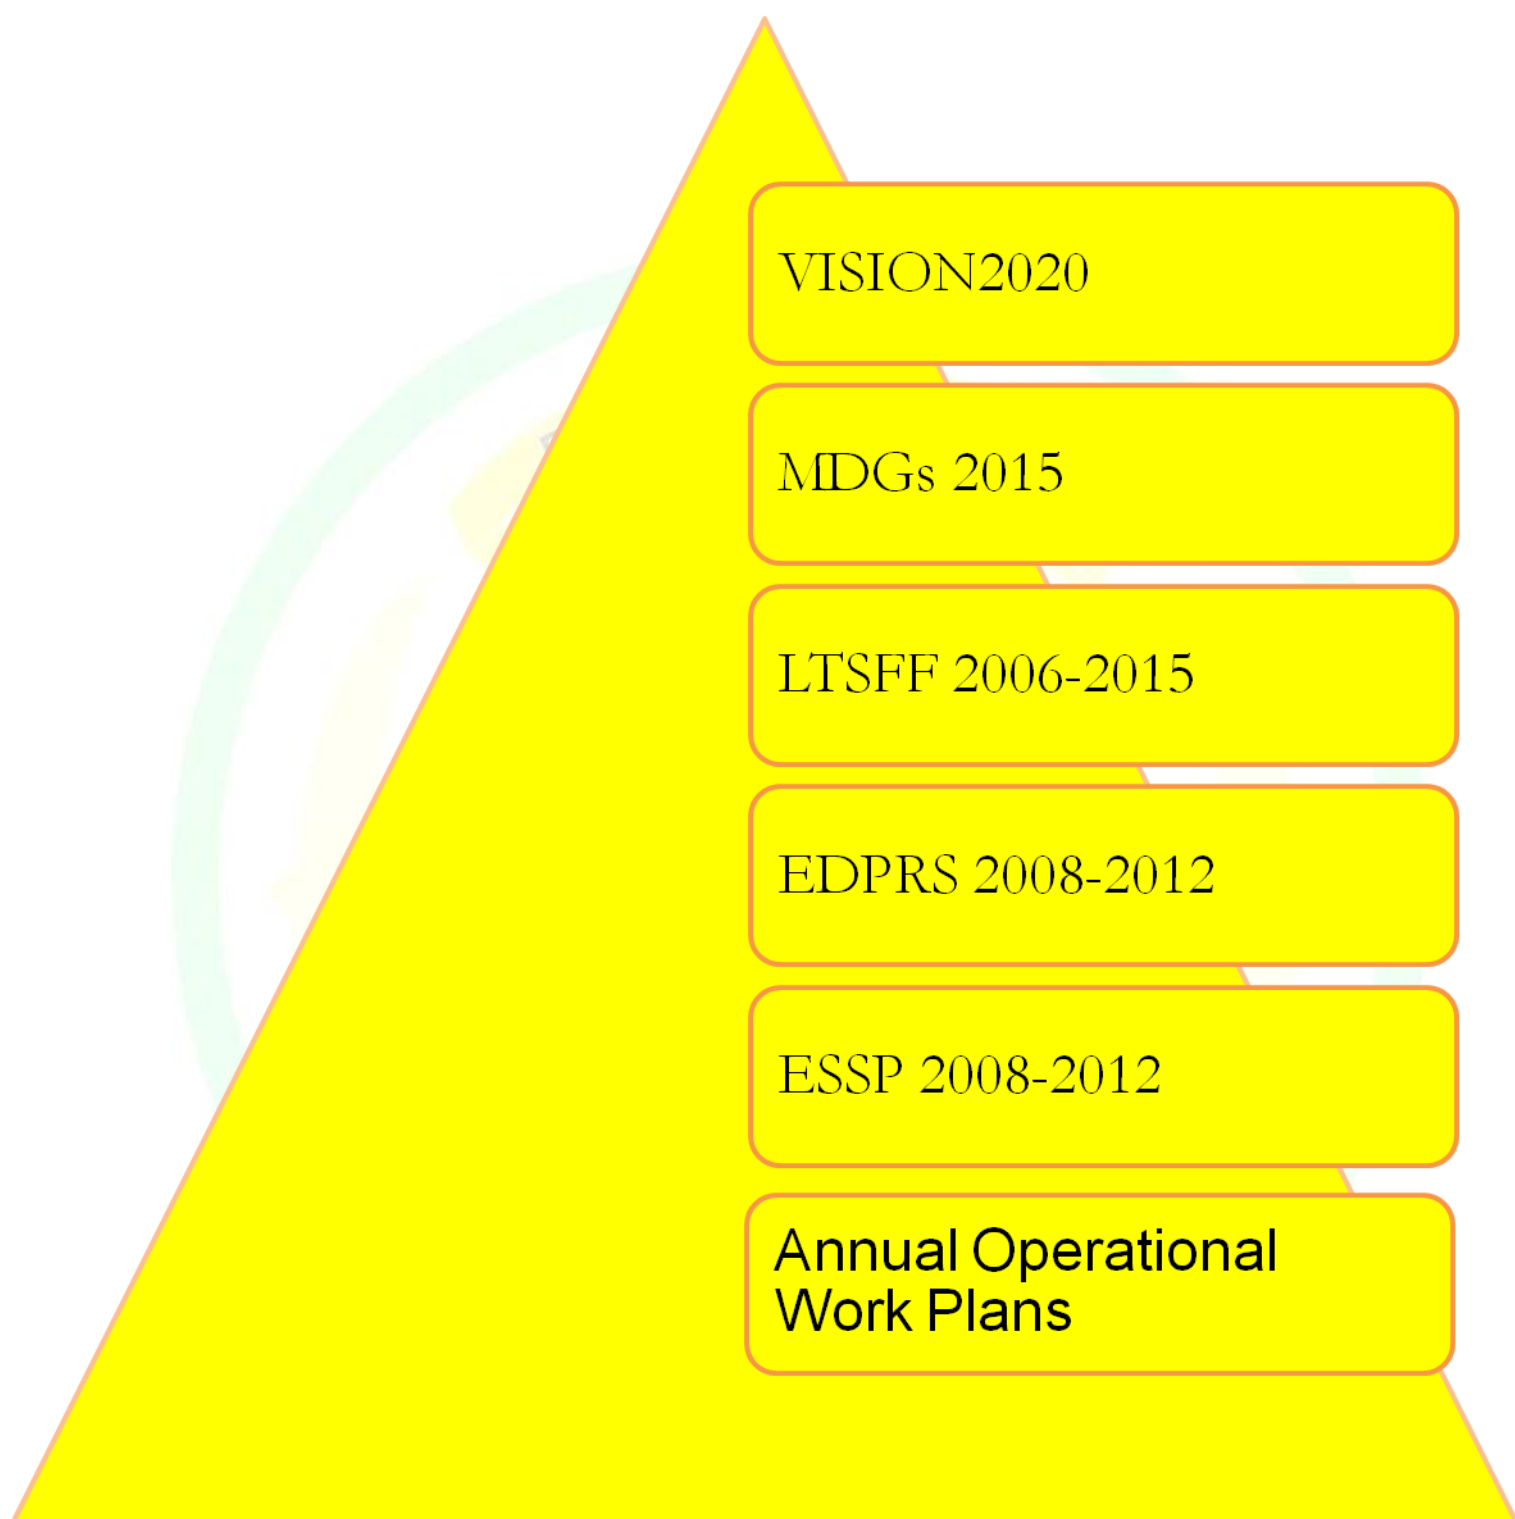 VISION2020
MDGs 2015
LTSFF 2006-2015
EDPRS 2008-2012
ESSP 2008-2012
Annual Operational
Work Plans